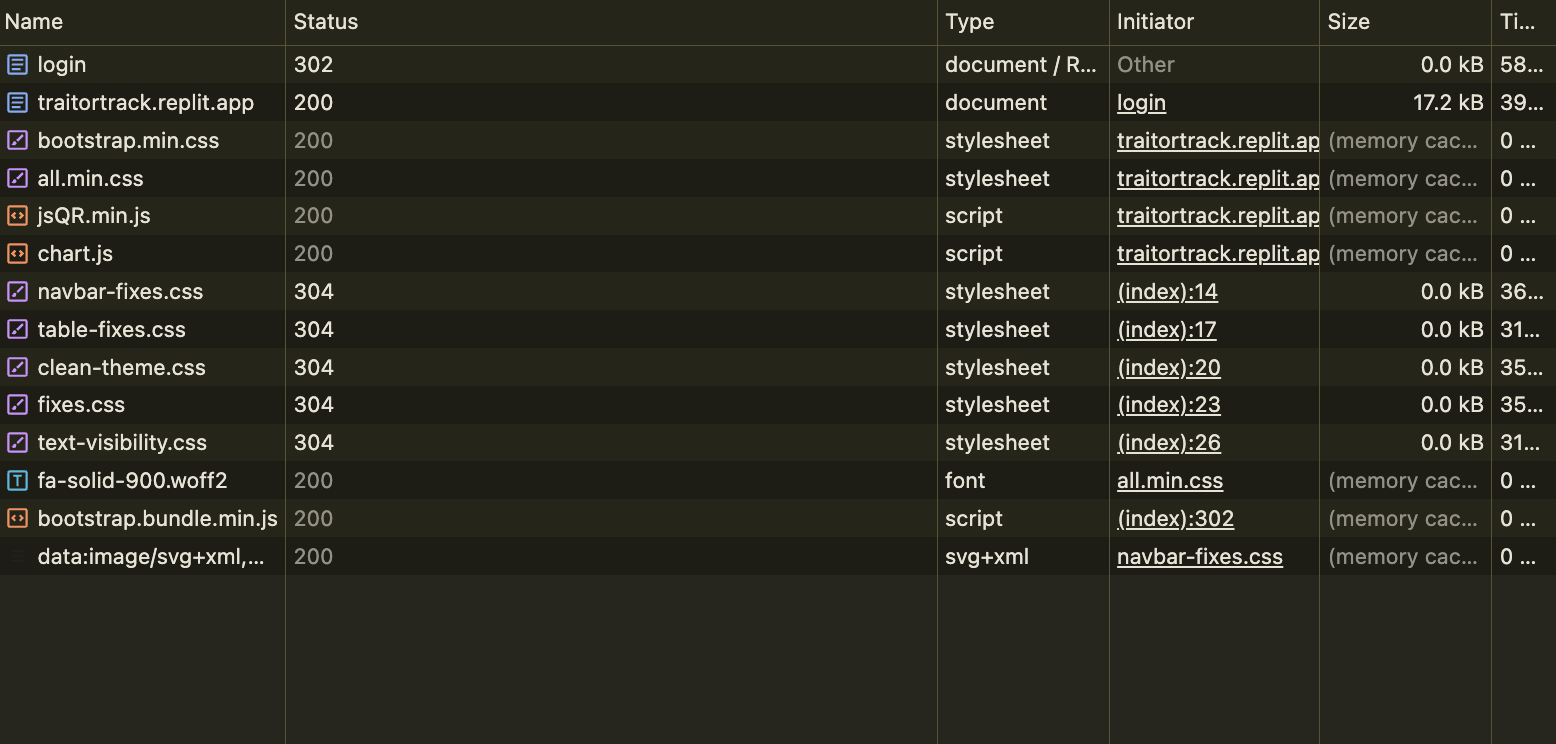 Name Status Type Initiator Size Ti...
login 302 document / R... Other 0.0 kB 58...
traitortrack.replit.app 200 document login 17.2 kB 39...
bootstrap.min.css 200 stylesheet traitortrack.replit.ap (memory cac... 0 ...
all.min.css 200 stylesheet traitortrack.replit.ap (memory cac... 0 ...
jsQR.min.js 200 script traitortrack.replit.ap (memory cac... 0 ...
chart.js 200 script traitortrack.replit.ap (memory cac... 0 ...
navbar-fixes.css 304 stylesheet (index):14 0.0 kB 36...
table-fixes.css 304 stylesheet (index):17 0.0 kB 31...
clean-theme.css 304 stylesheet (index):20 0.0 kB 35...
fixes.css 304 stylesheet (index):23 0.0 kB 35...
text-visibility.css 304 stylesheet (index):26 0.0 kB 31...
fa-solid-900.woff2 200 font all.min.css (memory cac... 0 ...
bootstrap.bundle.min.js 200 script (index):302 (memory cac... 0 ...
data:image/svg+xml,... 200 svg+xml navbar-fixes.css (memory cac... 0 ...